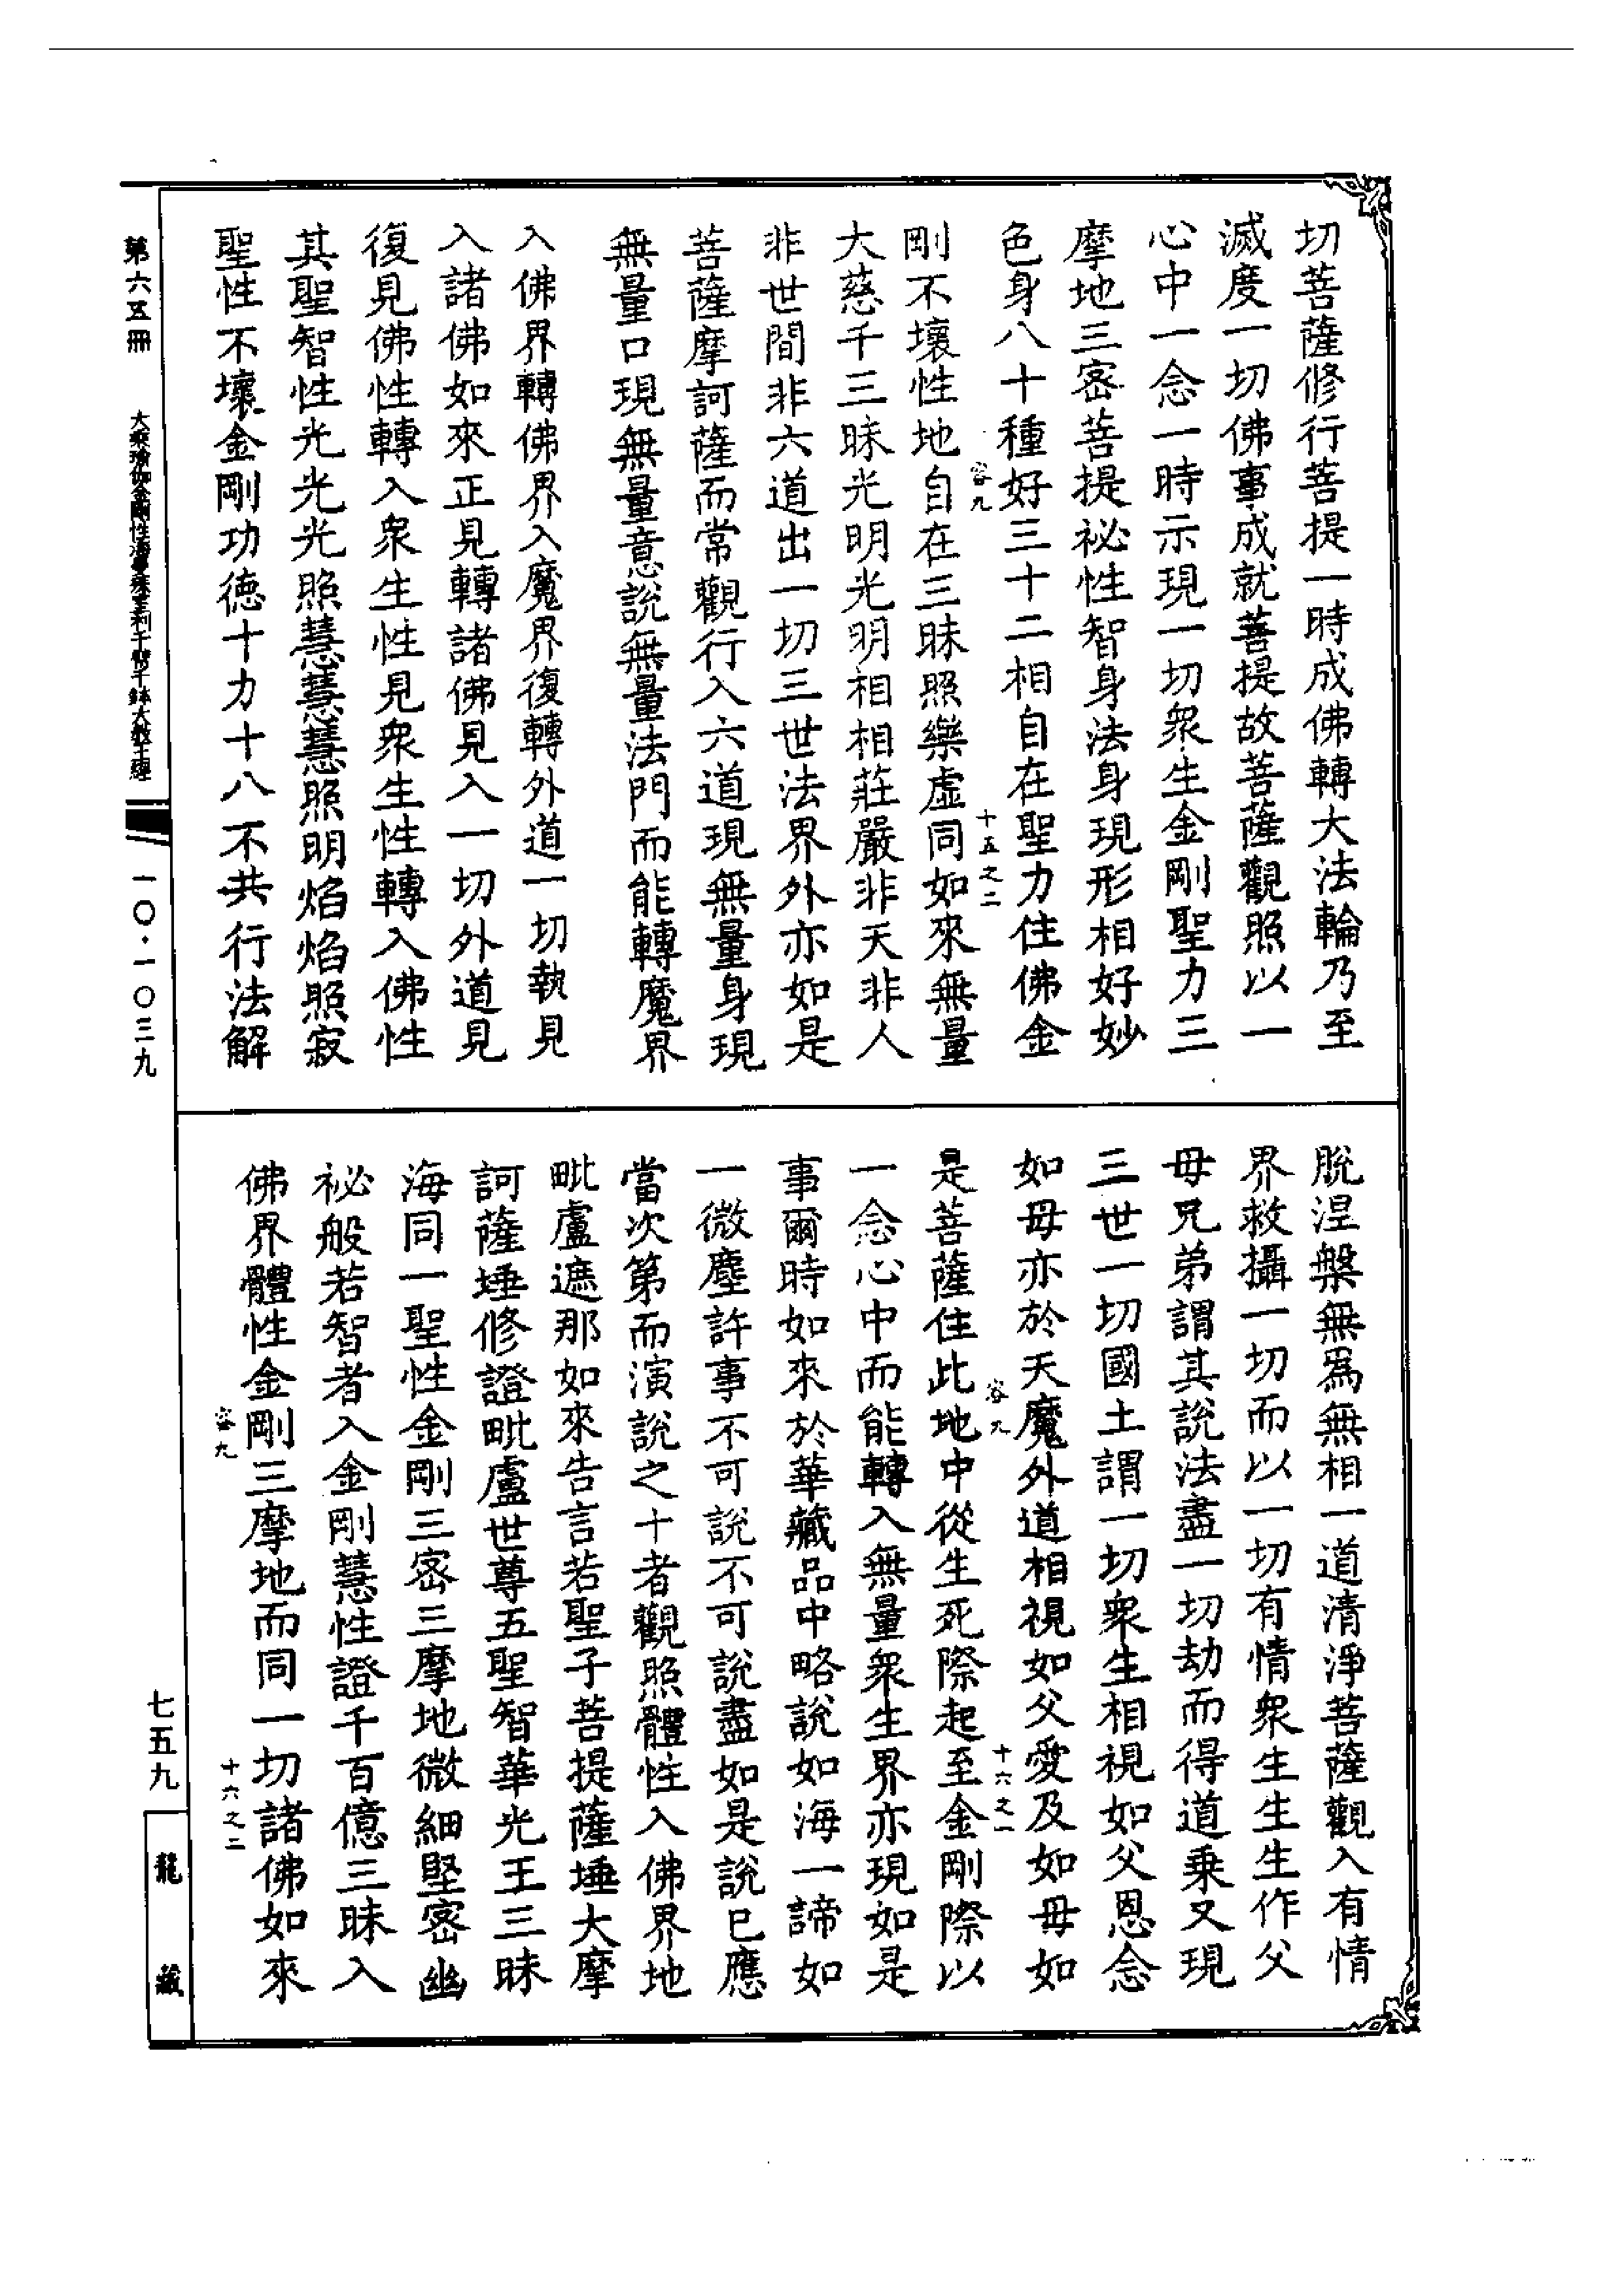 切菩薩修行菩提一時成佛轉大法輪乃至
滅度一切佛事成就菩提故菩薩觀照以一
心中一念一時示現一切衆生金剛聖力三
摩地三密菩提祕性智身法身現形相好妙
色身八十種好三十二相自在聖力住佛金
容九
十五之二
剛不壞性地自在三昧照樂虛同如來無量
大慈千三昧光明光明相相莊嚴非天非人
非世間非六道出一切三世法界外亦如是
菩薩摩訶薩而常觀行入六道現無量身現
無量口現無量意說無量法門而能轉魔界
入佛界轉佛界入魔界復轉外道一切執見
入諸佛如來正見轉諸佛見入一切外道見
復見佛性轉入衆生性見衆生性轉入佛性
其聖智性光光光照慧慧慧照明焰焰照寂
聖性不壞金剛功德十力十八不共行法解
脫涅槃無爲無相一道清淨菩薩觀入有情
界救攝一切而以一切有情衆生生生作父
母兄弟謂其說法盡一切劫而得道乗又現
三世一切國土謂一切衆生相視如父恩念
如母亦於天魔外道相視如父愛及如母如
容九
十六之一
是菩薩住此地中從生死際起至金剛際以
一念心中而能轉入無量衆生界亦現如是
事爾時如來於華藏品中略說如海一諦如
一微塵許事不可說不可說盡如是說已應
當次第而演說之十者觀照體性入佛界地
毗盧遮那如來告言若聖子菩提薩埵大摩
訶薩埵修證毗盧世尊五聖智華光王三昧
海同一聖性金剛三密三摩地微細堅密幽
祕般若智者入金剛慧性證千百億三昧入
佛界體性金剛三摩地而同一切諸佛如來
容九
十六之二
第六五冊
大乘瑜伽金剛性海曼殊室利千臂千鉢大教王經
一〇·一〇三九
七五九
龍藏